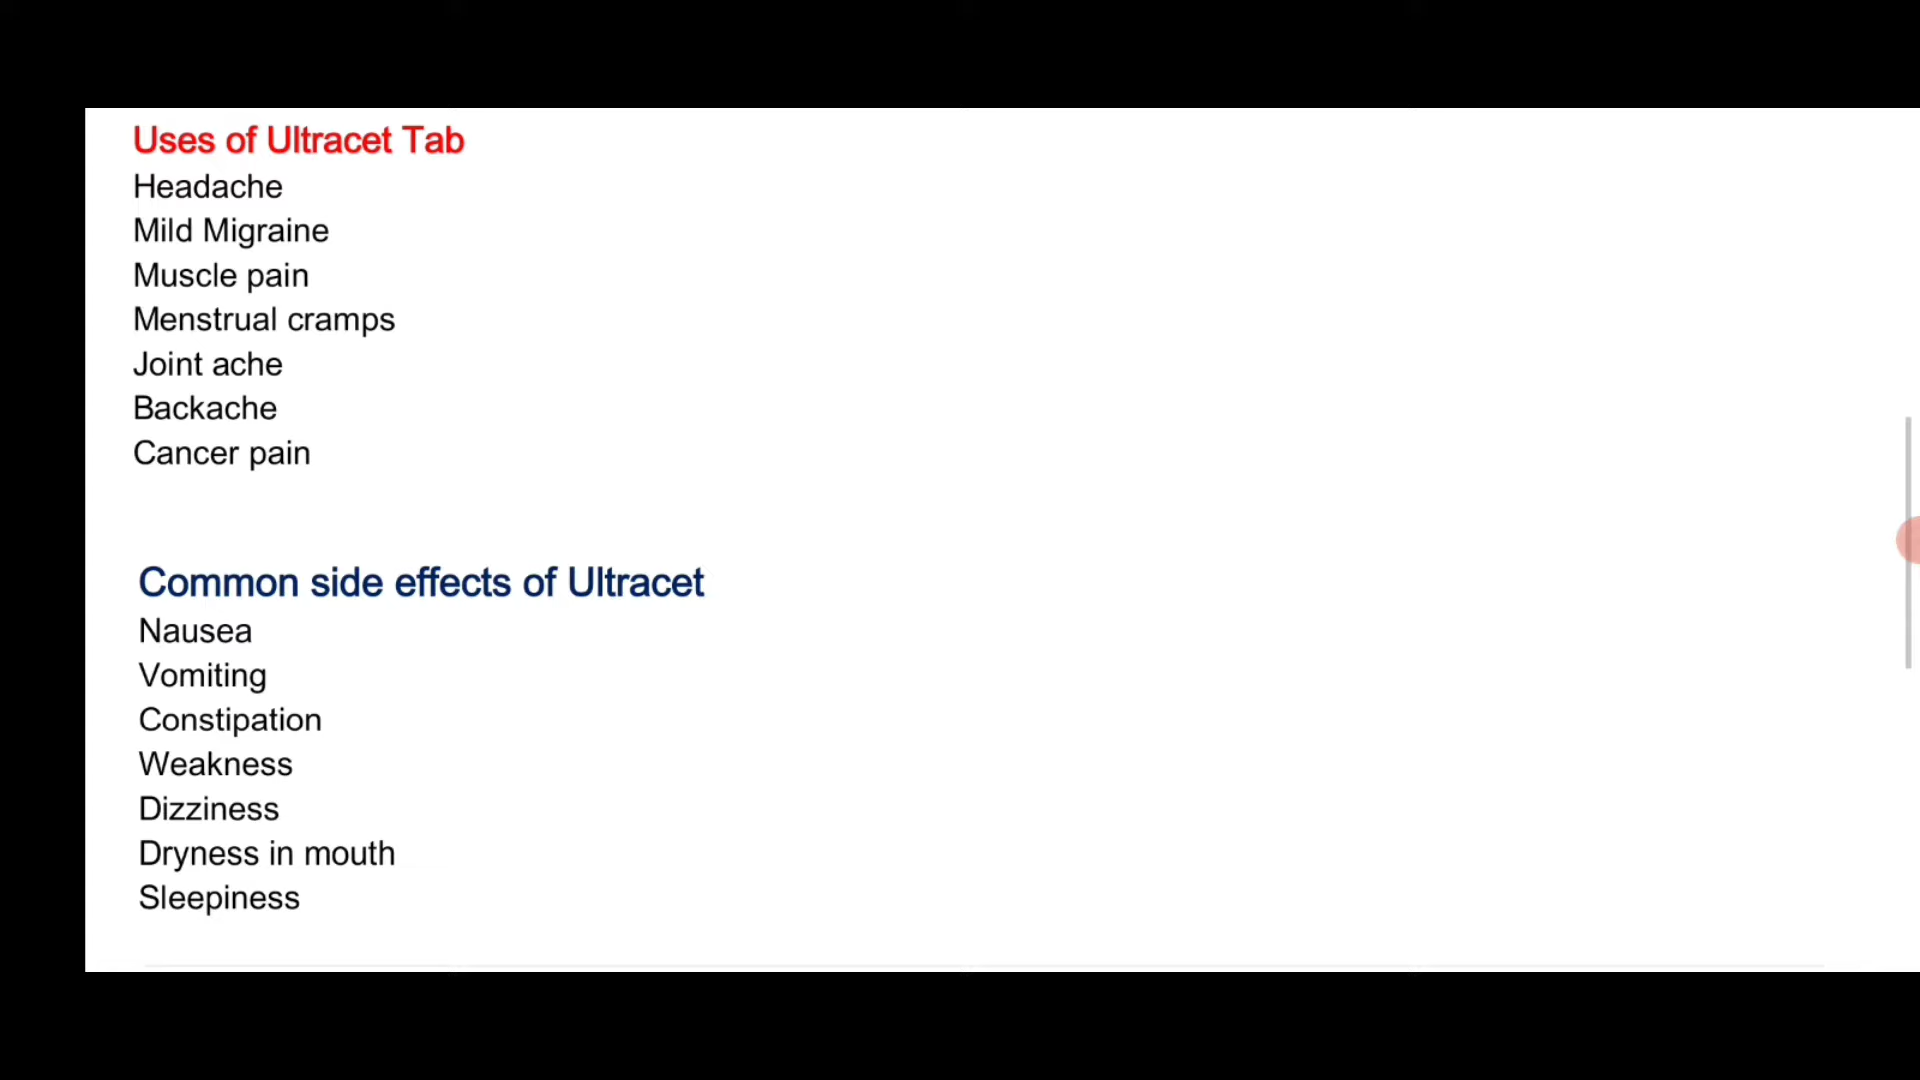 Uses of Ultracet Tab
Headache
Mild Migraine
Muscle pain
Menstrual cramps
Joint ache
Backache
Cancer pain
Common side effects of Ultracet
Nausea
Vomiting
Constipation
Weakness
Dizziness
Dryness in mouth
Sleepiness